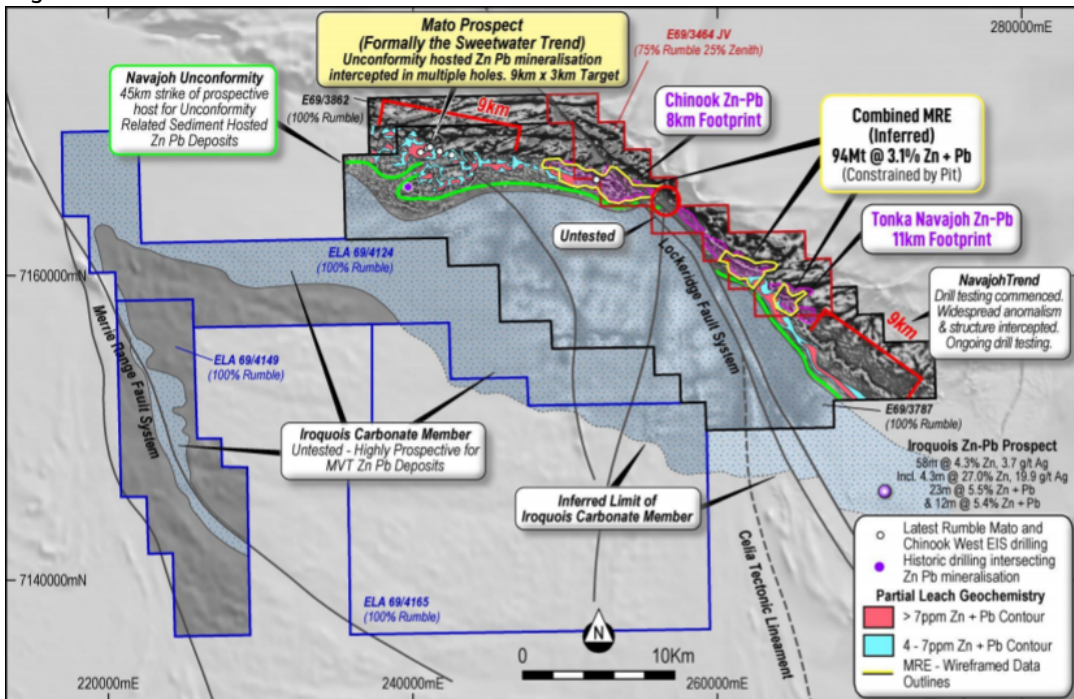 Mato Prospect
(Formally the Sweetwater Trend)
Unconformity hosted Zn Pb mineralisation
intercepted in multiple holes. 9km x 3km Target
E69/3464 JV
(75% Rumble 25% Zenith)
280000mE
Navajoh Unconformity
45km strike of prospective
host for Unconformity
Related Sediment Hosted
Zn Pb Deposits
E69/3862
(100% Rumble)
9km
Chinook Zn-Pb
8km Footprint
Combined MRE
(Inferred)
94Mt @ 3.1% Zn + Pb
(Constrained by Pit)
Untested
Tonka Navajoh Zn-Pb
11km Footprint
ELA 69/4124
(100% Rumble)
7160000mN
Lockeridge Fault System
NavajohTrend
Drill testing commenced.
Widespread anomalism
& structure intercepted.
Ongoing drill testing.
9km
Merrie Range Fault System
ELA 69/4149
(100% Rumble)
E69/3787
(100% Rumble)
Iroquois Carbonate Member
Untested - Highly Prospective for
MVT Zn Pb Deposits
Iroquois Zn-Pb Prospect
58m @ 4.3% Zn, 3.7 g/t Ag
Incl. 4.3m @ 27.0% Zn, 19.9 g/t Ag
23m @ 5.5% Zn + Pb
& 12m @ 5.4% Zn + Pb
Inferred Limit of
Iroquois Carbonate Member
Celia Tectonic Lineament
7140000mN
ELA 69/4165
(100% Rumble)
N
0 10Km
Latest Rumble Mato and
Chinook West EIS drilling
Historic drilling intersecting
Zn Pb mineralisation
Partial Leach Geochemistry
> 7ppm Zn + Pb Contour
4 - 7ppm Zn + Pb Contour
MRE - Wireframed Data
Outlines
220000mE
240000mE
260000mE